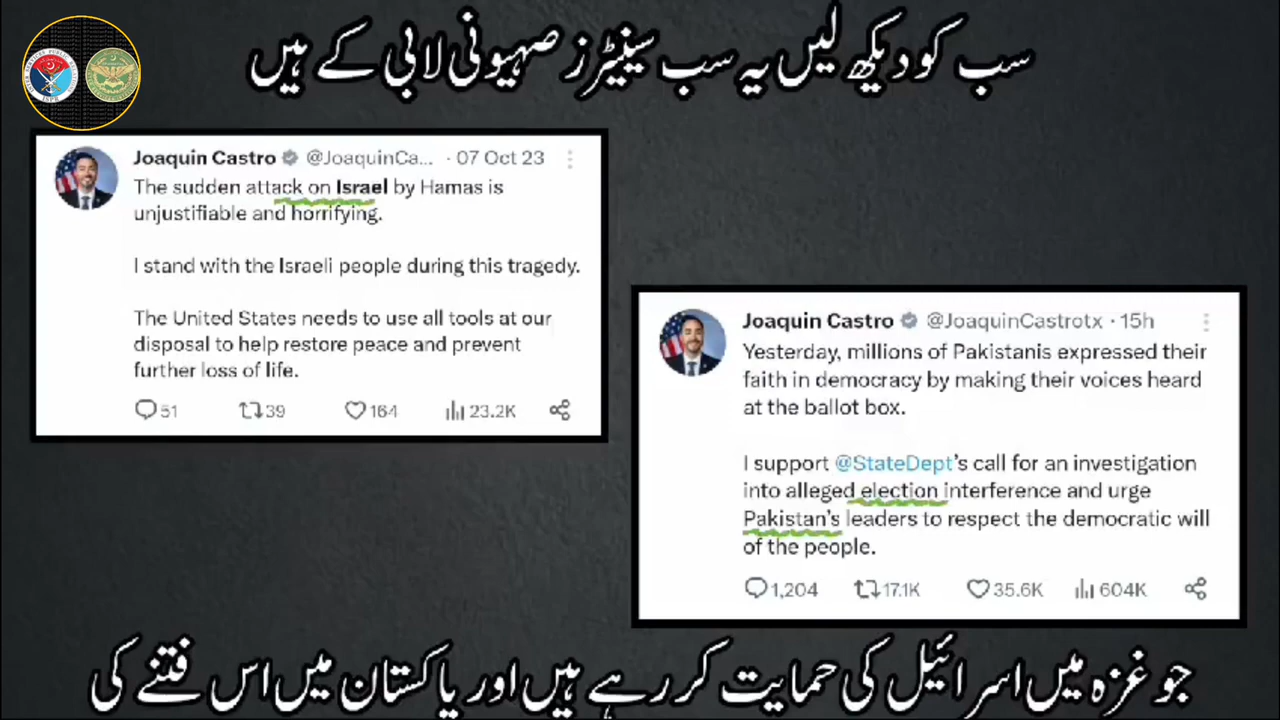 سب کو دیکھ لیں یہ سب سینیٹرز صہیونی لابی کے ہیں
Joaquin Castro @JoaquinCa... · 07 Oct 23
The sudden attack on Israel by Hamas is
unjustifiable and horrifying.
I stand with the Israeli people during this tragedy.
The United States needs to use all tools at our
disposal to help restore peace and prevent
further loss of life.
51 39 164 23.2K
Joaquin Castro @JoaquinCastrotx · 15h
Yesterday, millions of Pakistanis expressed their
faith in democracy by making their voices heard
at the ballot box.
I support @StateDept's call for an investigation
into alleged election interference and urge
Pakistan's leaders to respect the democratic will
of the people.
1,204 17.1K 35.6K 604K
جو غزہ میں اسرائیل کی حمایت کر رہے ہیں اور پاکستان میں اس فتنے کی